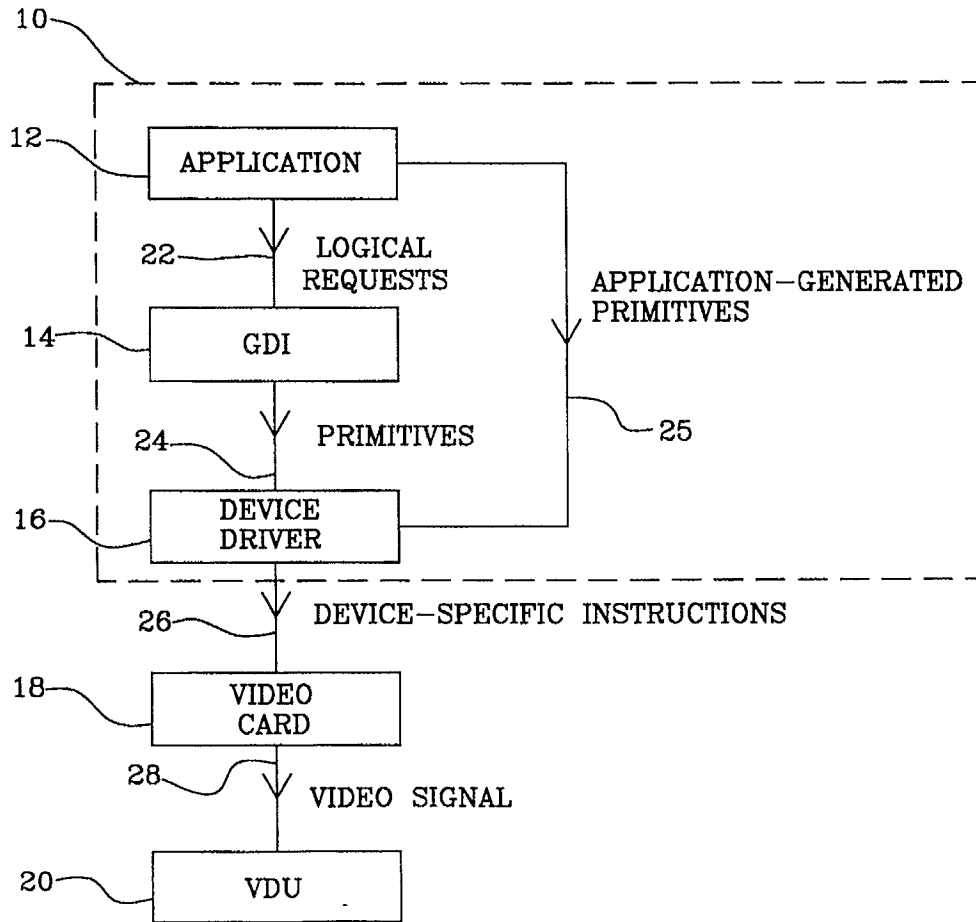 10
12
APPLICATION
22
LOGICAL
REQUESTS
APPLICATION-GENERATED
PRIMITIVES
14
GDI
24
PRIMITIVES
25
16
DEVICE
DRIVER
26
DEVICE-SPECIFIC INSTRUCTIONS
18
VIDEO
CARD
28
VIDEO SIGNAL
20
VDU